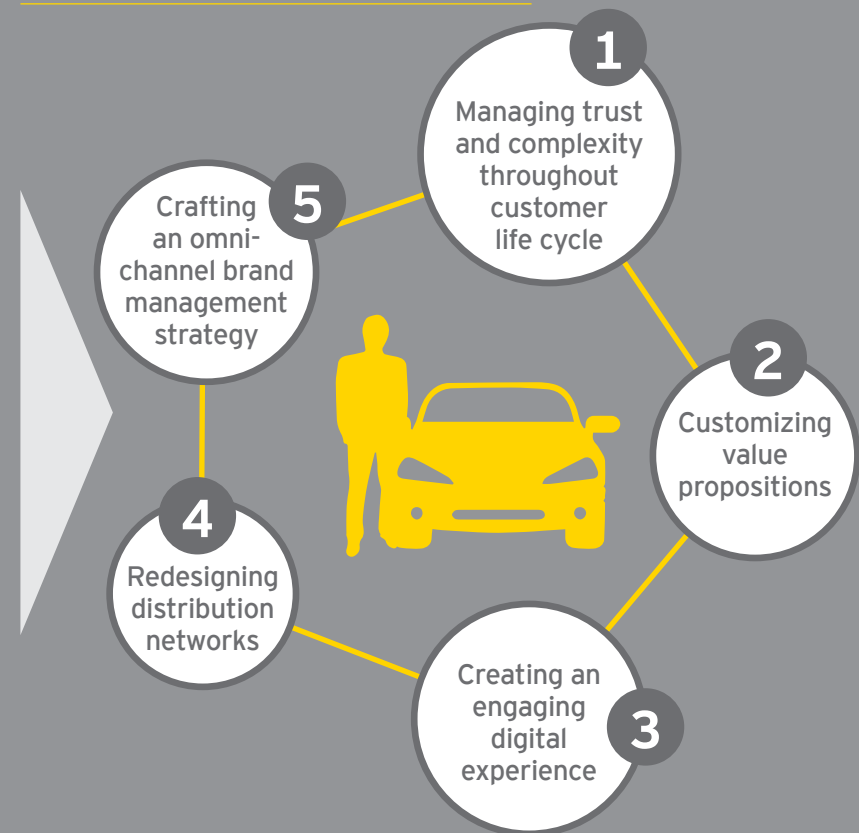 1
Managing trust
and complexity
throughout
customer
life cycle
2
Customizing
value
propositions
3
Creating an
engaging
digital
experience
4
Redesigning
distribution
networks
5
Crafting
an omni-
channel brand
management
strategy